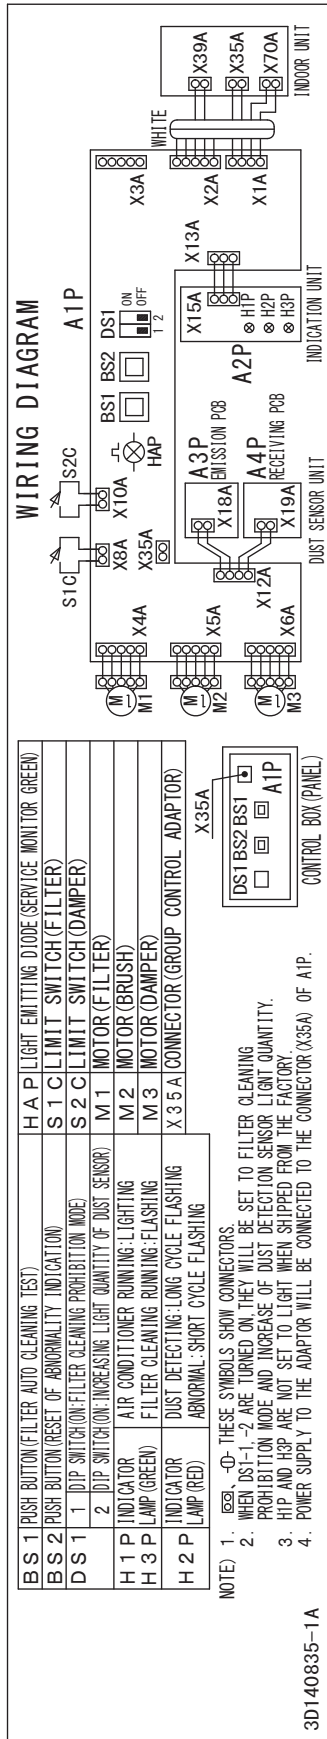 BS1 PUSH BUTTON(FILTER AUTO CLEANING TEST)
BS2 PUSH BUTTON(RESET OF ABNORMALITY INDICATION)
DS1 1 DIP SWITCH(ON:FILTER CLEANING PROHIBITION MODE)
2 DIP SWITCH(ON:INCREASING LIGHT QUANTITY OF DUST SENSOR)
H1P INDICATOR AIR CONDITIONER RUNNING:LIGHTING
H3P LAMP(GREEN) FILTER CLEANING RUNNING:FLASHING
H2P INDICATOR DUST DETECTING:LONG CYCLE FLASHING
LAMP(RED) ABNORMAL:SHORT CYCLE FLASHING
HAP LIGHT EMITTING DIODE(SERVICE MONITOR GREEN)
S1C LIMIT SWITCH(FILTER)
S2C LIMIT SWITCH(DAMPER)
M1 MOTOR(FILTER)
M2 MOTOR(BRUSH)
M3 MOTOR(DAMPER)
X35A CONNECTOR(GROUP CONTROL ADAPTOR)
NOTE) 1. THESE SYMBOLS SHOW CONNECTORS.
2. WHEN DS1-1,-2 ARE TURNED ON,THEY WILL BE SET TO FILTER CLEANING
PROHIBITION MODE AND INCREASE OF DUST DETECTION SENSOR LIGHT QUANTITY.
3. H1P AND H3P ARE NOT SET TO LIGHT WHEN SHIPPED FROM THE FACTORY.
4. POWER SUPPLY TO THE ADAPTOR WILL BE CONNECTED TO THE CONNECTOR(X35A) OF A1P.
3D140835-1A
X35A
DS1 BS2 BS1
A1P
CONTROL BOX(PANEL)
WIRING DIAGRAM
S1C S2C
A1P
X8A X10A
X35A
HAP
BS1 BS2 DS1
ON
OFF
1 2
X3A
WHITE
X4A
M
M1
X5A
M
M2
X6A
M
M3
X2A
X1A
X39A
X35A
X70A
INDOOR UNIT
X13A
X15A
H1P
H2P
H3P
A2P
INDICATION UNIT
A3P
EMISSION PCB
X18A
A4P
RECEIVING PCB
X19A
X12A
DUST SENSOR UNIT